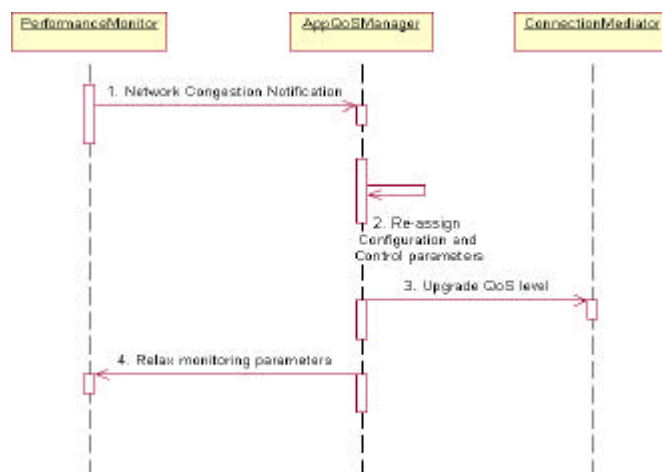 PerformanceMonitor
AppQoSManager
ConnectionMediator
1. Network Congestion Notification
2. Re-assign
Configuration and
Control parameters
3. Upgrade QoS level
4. Relax monitoring parameters